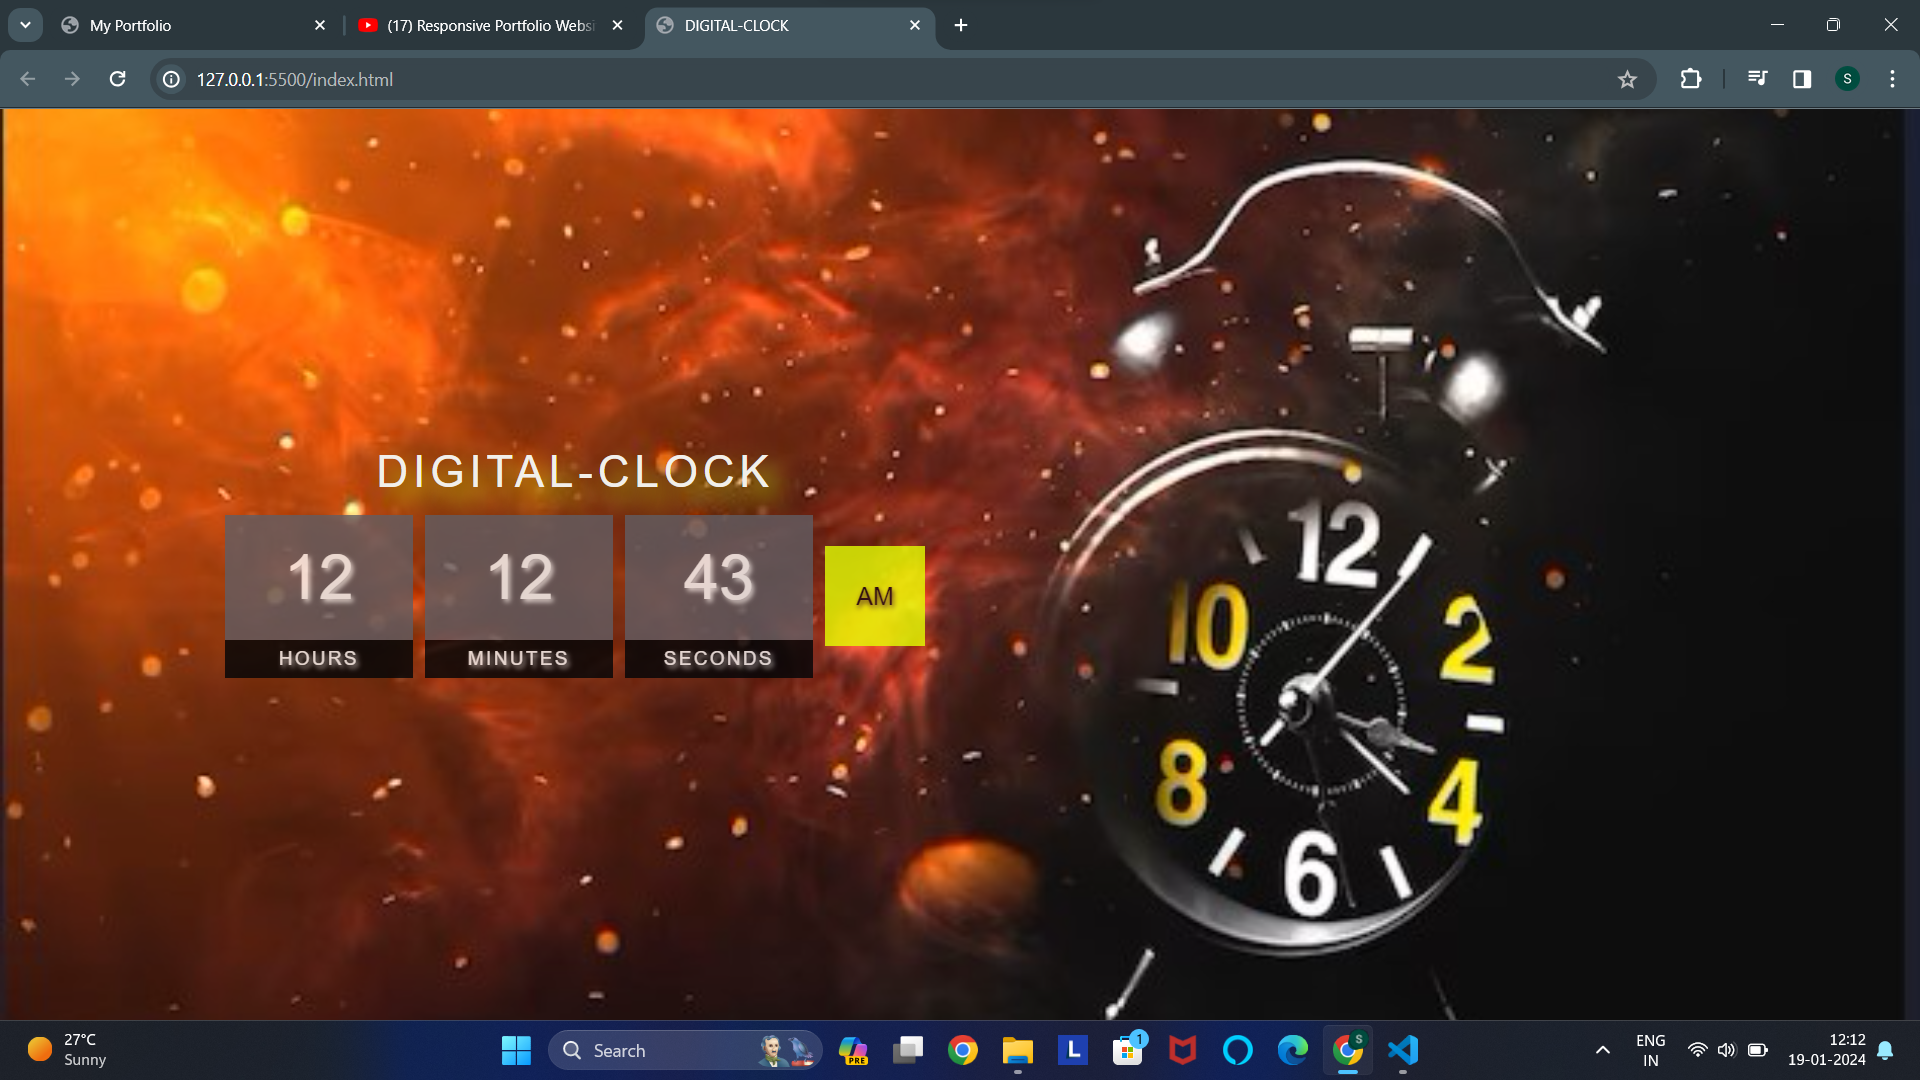 My Portfolio
(17) Responsive Portfolio Websi
DIGITAL-CLOCK
127.0.0.1:5500/index.html
S
DIGITAL-CLOCK
12
12
43
AM
HOURS
MINUTES
SECONDS
12
10
2
8
4
6
27°C
Sunny
Search
PRE
L
1
S
ENG
IN
12:12
19-01-2024